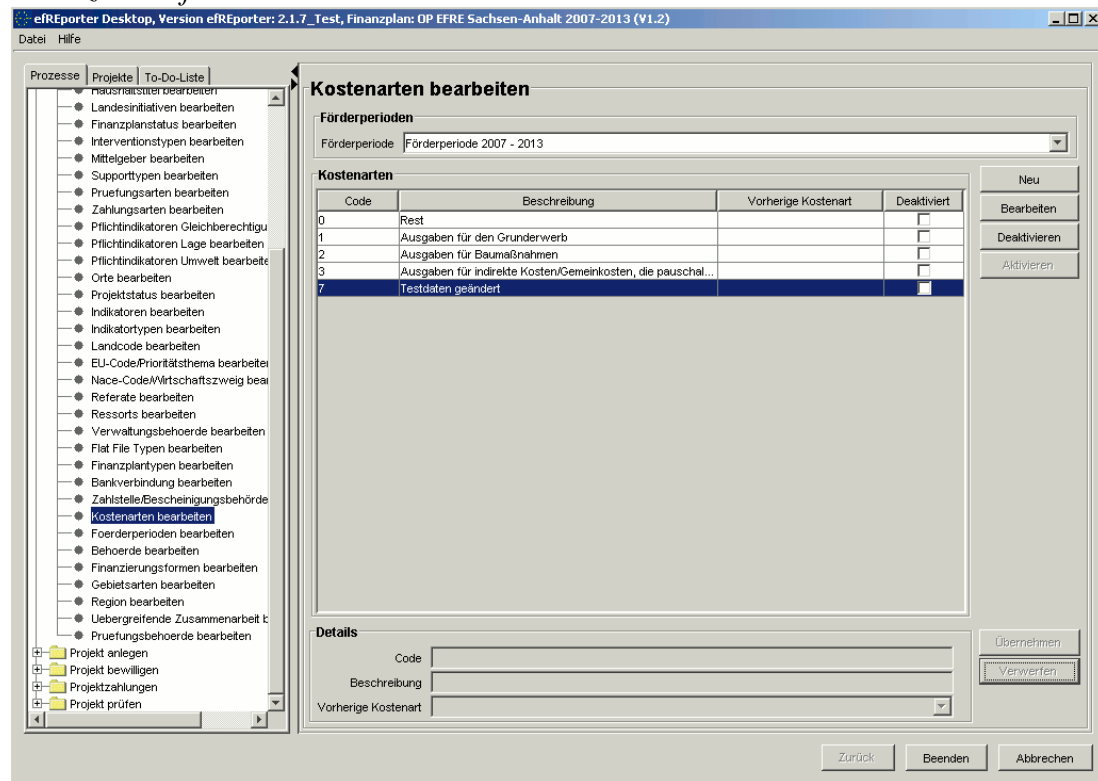 efREporter Desktop, Version efREporter: 2.1.7_Test, Finanzplan: OP EFRE Sachsen-Anhalt 2007-2013 (V1.2)
Datei Hilfe
Prozesse Projekte To-Do-Liste
Haushaltstitel bearbeiten
Landesinitiativen bearbeiten
Finanzplanstatus bearbeiten
Interventionstypen bearbeiten
Mittelgeber bearbeiten
Supporttypen bearbeiten
Pruefungsarten bearbeiten
Zahlungsarten bearbeiten
Pflichtindikatoren Gleichberechtigu
Pflichtindikatoren Lage bearbeiten
Pflichtindikatoren Umwelt bearbeite
Orte bearbeiten
Projektstatus bearbeiten
Indikatoren bearbeiten
Indikatortypen bearbeiten
Landcode bearbeiten
EU-Code/Prioritätsthema bearbeiten
Nace-Code/Wirtschaftszweig bear
Referate bearbeiten
Ressorts bearbeiten
Verwaltungsbehoerde bearbeiten
Flat File Typen bearbeiten
Finanzplantypen bearbeiten
Bankverbindung bearbeiten
Zahlstelle/Bescheinigungsbehörde
Kostenarten bearbeiten
Foerderperioden bearbeiten
Behoerde bearbeiten
Finanzierungsformen bearbeiten
Gebietsarten bearbeiten
Region bearbeiten
Uebergreifende Zusammenarbeit b
Pruefungsbehoerde bearbeiten
Projekt anlegen
Projekt bewilligen
Projektzahlungen
Projekt prüfen
Kostenarten bearbeiten
Förderperioden
Förderperiode Förderperiode 2007 - 2013
Kostenarten
Code Beschreibung Vorherige Kostenart Deaktiviert
0 Rest
1 Ausgaben für den Grunderwerb
2 Ausgaben für Baumaßnahmen
3 Ausgaben für indirekte Kosten/Gemeinkosten, die pauschal...
7 Testdaten geändert
Neu
Bearbeiten
Deaktivieren
Aktivieren
Details
Code
Beschreibung
Vorherige Kostenart
Übernehmen
Verwerfen
Zurück Beenden Abbrechen